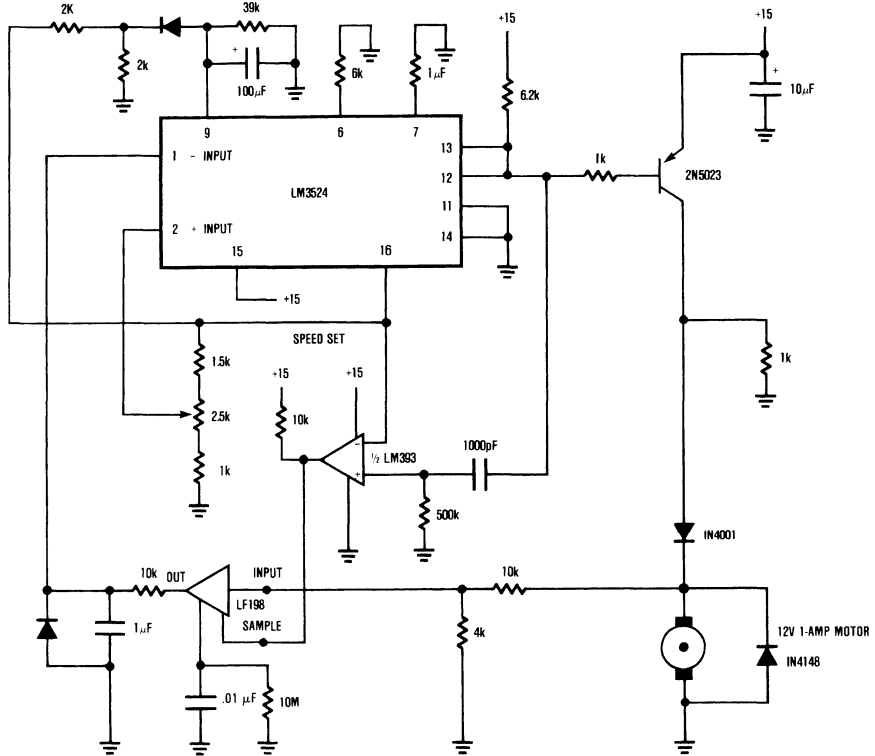 2K
39k
+15
+15
2k
+
100µF
6k
1µF
6.2k
+
10µF
9
6
7
13
1 - INPUT
1k
LM3524
12
2N5023
11
2 + INPUT
14
15
16
+15
SPEED SET
1.5k
+15
+15
1k
2.5k
10k
-
1000pF
½ LM393
+
1k
500k
IN4001
10k
OUT
INPUT
10k
LF198
1µF
SAMPLE
4k
12V 1-AMP MOTOR
IN4148
.01 µF
10M